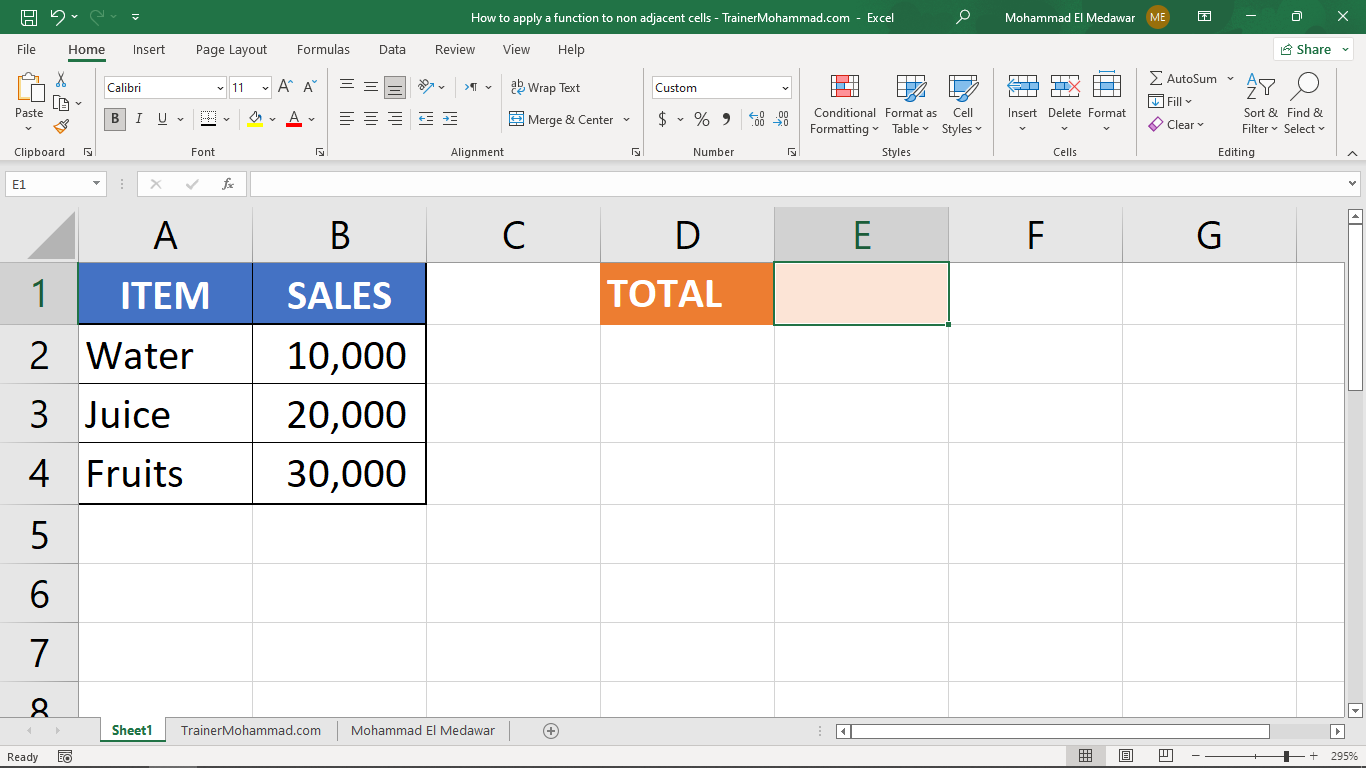 How to apply a function to non adjacent cells - TrainerMohammad.com - Excel
Mohammad El Medawar ME
File Home Insert Page Layout Formulas Data Review View Help Share
Paste
Clipboard
Calibri 11
B I U A
Font
ab Wrap Text
Merge & Center
Alignment
Custom
$ % , .00 .00
Number
Conditional Formatting
Format as Table
Cell Styles
Styles
Insert Delete Format
Cells
AutoSum
Fill
Clear
Sort & Filter
Find & Select
Editing
E1 fx
A B C D E F G
1 ITEM SALES TOTAL
2 Water 10,000
3 Juice 20,000
4 Fruits 30,000
5
6
7
8
Sheet1 TrainerMohammad.com Mohammad El Medawar
Ready 295%